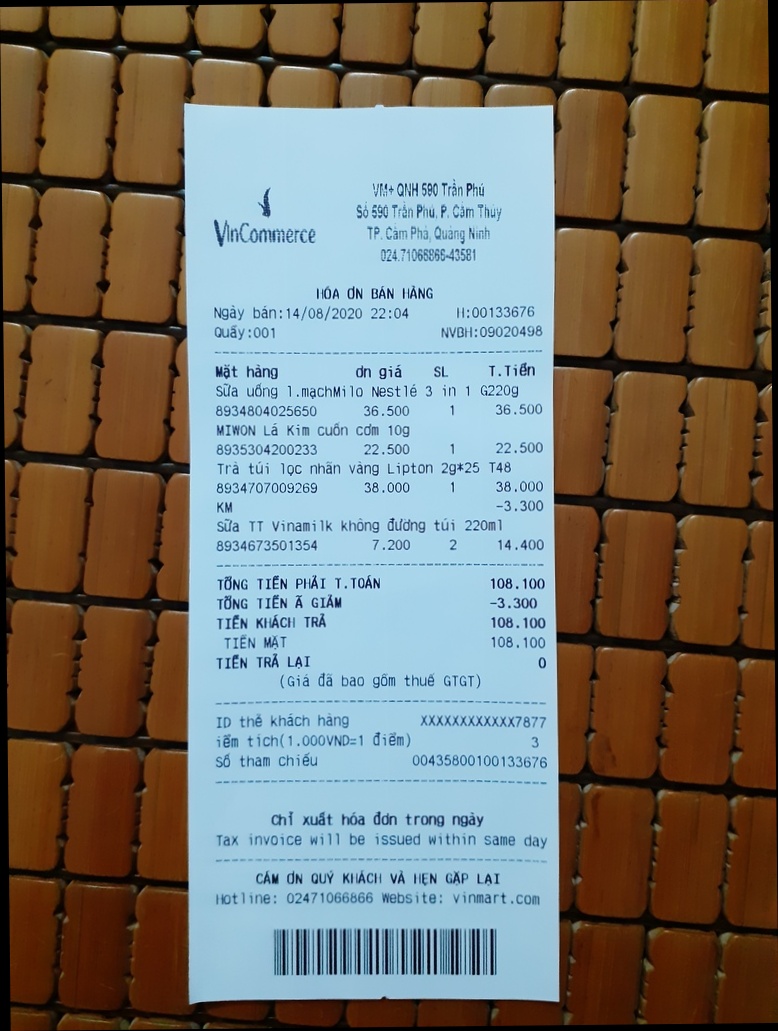 VinCommerce
VM+ QNH 590 Trần Phú
Số 590 Trần Phú, P. Cẩm Thủy
TP. Cẩm Phả, Quảng Ninh
024.71066866-43581
HÓA ƠN BÁN HÀNG
Ngày bán:14/08/2020 22:04 H:00133676
Quầy:001 NVBH:09020498
Mặt hàng ơn giá SL T.Tiền
Sữa uống l.mạchMilo Nestlé 3 in 1 G220g
8934804025650 36.500 1 36.500
MIWON Lá Kim cuốn cơm 10g
8935304200233 22.500 1 22.500
Trà túi lọc nhãn vàng Lipton 2g*25 T48
8934707009269 38.000 1 38.000
KM -3.300
Sữa TT Vinamilk không đường túi 220ml
8934673501354 7.200 2 14.400
TỔNG TIỀN PHẢI T.TOÁN 108.100
TỔNG TIỀN Ã GIẢM -3.300
TIỀN KHÁCH TRẢ 108.100
TIỀN MẶT 108.100
TIỀN TRẢ LẠI 0
(Giá đã bao gồm thuế GTGT)
ID thẻ khách hàng XXXXXXXXXXXX7877
iểm tích(1.000VND=1 điểm) 3
Số tham chiếu 00435800100133676
Chỉ xuất hóa đơn trong ngày
Tax invoice will be issued within same day
CẢM ƠN QUÝ KHÁCH VÀ HẸN GẶP LẠI
Hotline: 02471066866 Website: vinmart.com